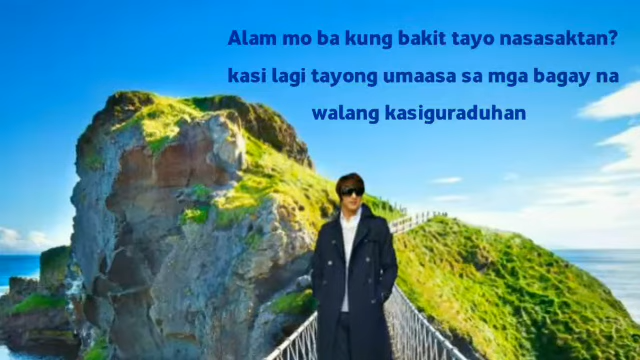 Alam mo ba kung bakit tayo nasasaktan?
kasi lagi tayong umaasa sa mga bagay na
walang kasiguraduhan